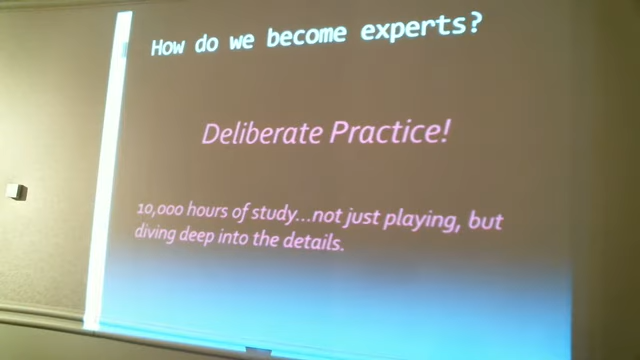 How do we become experts?
Deliberate Practice!
10,000 hours of study...not just playing, but
diving deep into the details.